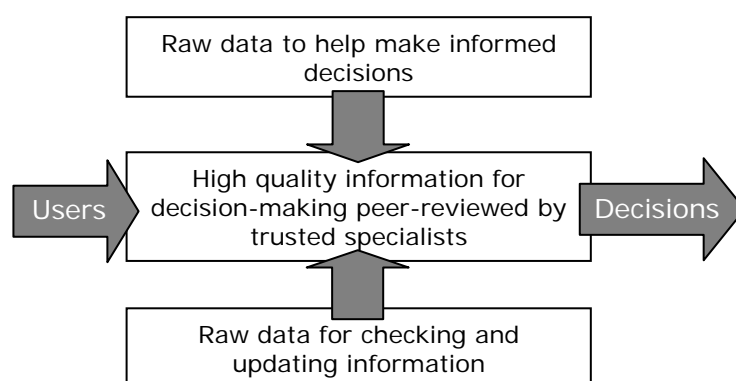 Raw data to help make informed
decisions
High quality information for
decision-making peer-reviewed by
trusted specialists
Users
Decisions
Raw data for checking and
updating information